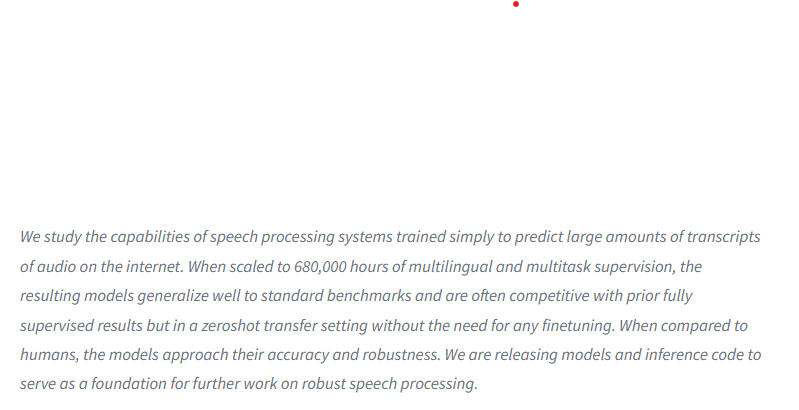 We study the capabilities of speech processing systems trained simply to predict large amounts of transcripts
of audio on the internet. When scaled to 680,000 hours of multilingual and multitask supervision, the
resulting models generalize well to standard benchmarks and are often competitive with prior fully
supervised results but in a zeroshot transfer setting without the need for any finetuning. When compared to
humans, the models approach their accuracy and robustness. We are releasing models and inference code to
serve as a foundation for further work on robust speech processing.